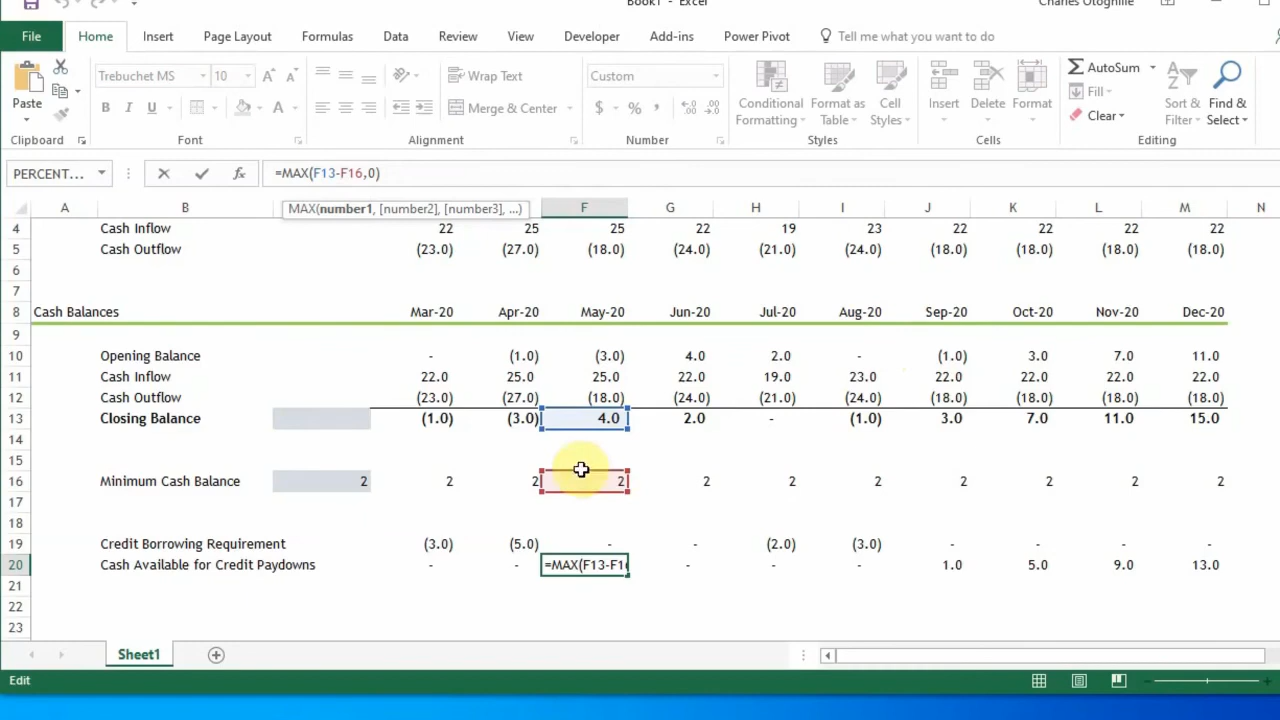 Book1 - Excel
Charles Otoghille
File Home Insert Page Layout Formulas Data Review View Developer Add-ins Power Pivot Tell me what you want to do
Paste
Trebuchet MS 10
B I U
A A A
Wrap Text
Merge & Center
Custom
$ % ,
Conditional Formatting
Format as Table
Cell Styles
Insert
Delete
Format
AutoSum
Fill
Clear
Sort & Filter
Find & Select
Clipboard Font Alignment Number Styles Cells Editing
PERCENT... fx =MAX(F13-F16,0)
MAX(number1, [number2], [number3], ...)
A B F G H I J K L M N
4 Cash Inflow 22 25 25 22 19 23 22 22 22 22
5 Cash Outflow (23.0) (27.0) (18.0) (24.0) (21.0) (24.0) (18.0) (18.0) (18.0) (18.0)
6
7
8 Cash Balances Mar-20 Apr-20 May-20 Jun-20 Jul-20 Aug-20 Sep-20 Oct-20 Nov-20 Dec-20
9
10 Opening Balance - (1.0) (3.0) 4.0 2.0 - (1.0) 3.0 7.0 11.0
11 Cash Inflow 22.0 25.0 25.0 22.0 19.0 23.0 22.0 22.0 22.0 22.0
12 Cash Outflow (23.0) (27.0) (18.0) (24.0) (21.0) (24.0) (18.0) (18.0) (18.0) (18.0)
13 Closing Balance (1.0) (3.0) 4.0 2.0 - (1.0) 3.0 7.0 11.0 15.0
14
15
16 Minimum Cash Balance 2 2 2 2 2 2 2 2 2 2 2
17
18
19 Credit Borrowing Requirement (3.0) (5.0) - - (2.0) (3.0) - - - -
20 Cash Available for Credit Paydowns - - =MAX(F13-F16 - - - 1.0 5.0 9.0 13.0
21
22
23
Sheet1
Edit